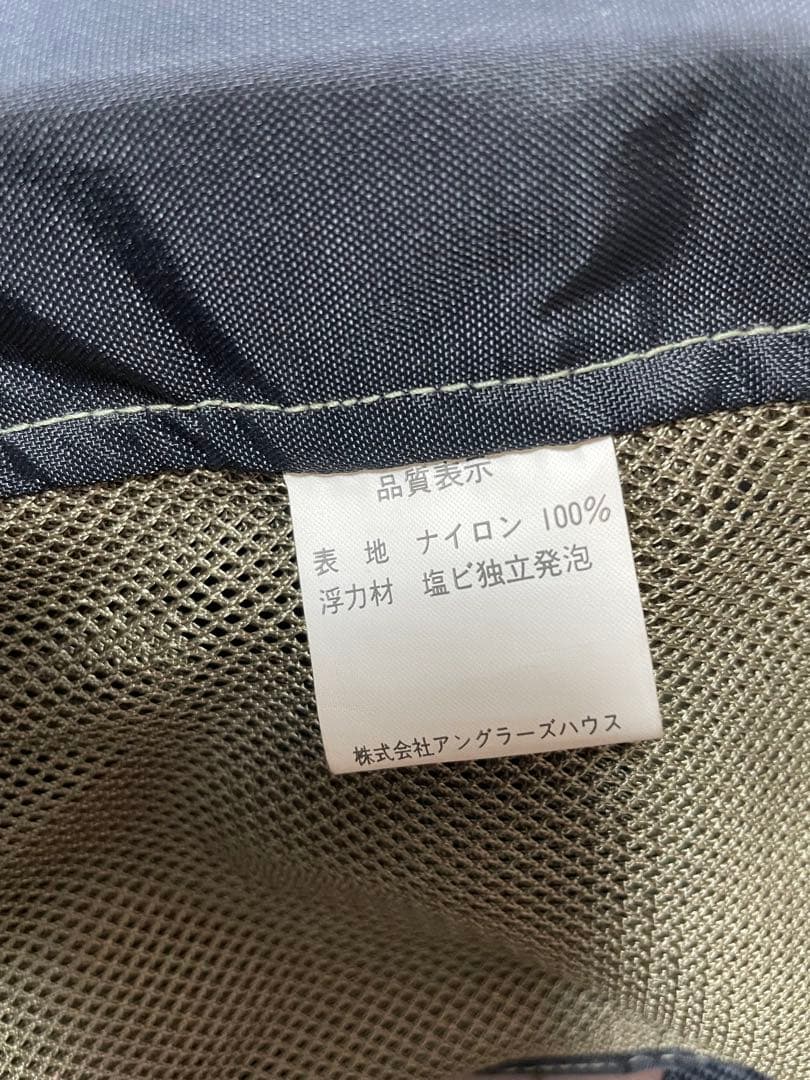 品質表示
表 地 ナイロン 100%
浮力材 塩ビ独立発泡
株式会社アングラーズハウス